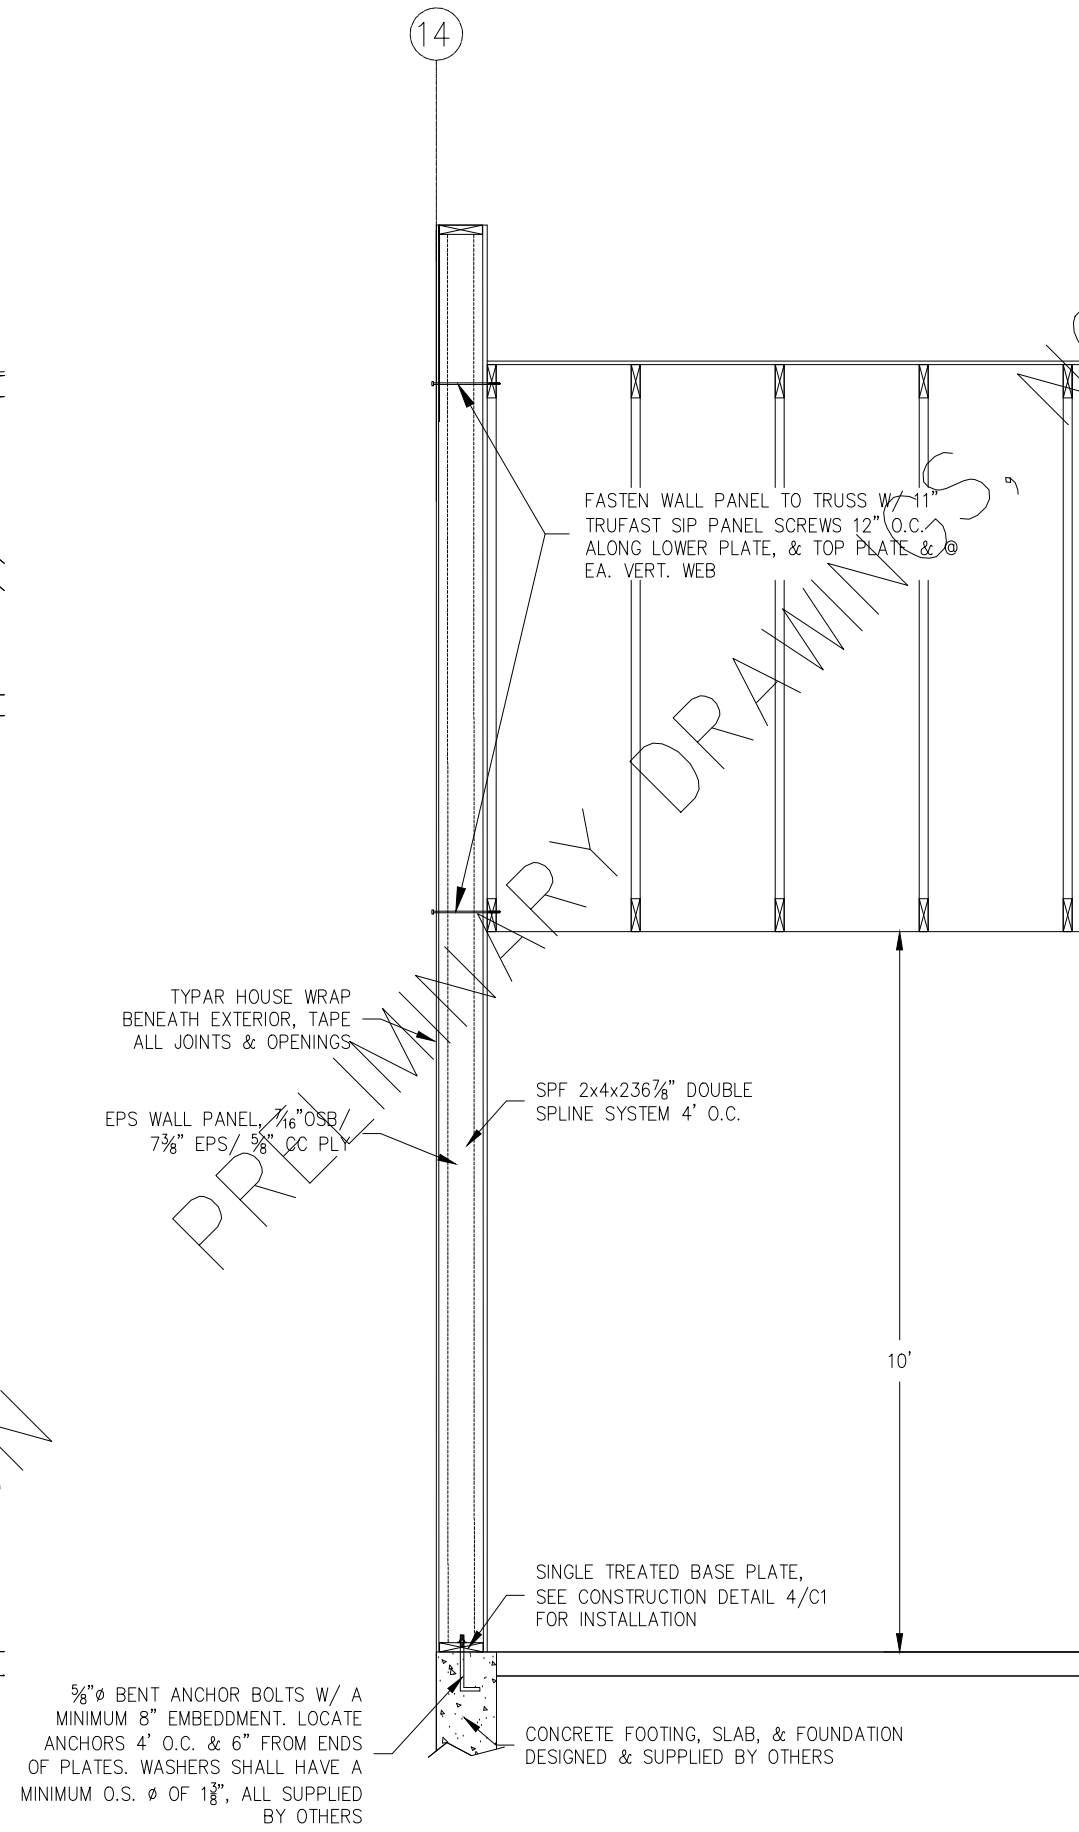 14
FASTEN WALL PANEL TO TRUSS W/ 11"
TRUFAST SIP PANEL SCREWS 12" O.C.
ALONG LOWER PLATE, & TOP PLATE & @
EA. VERT. WEB
TYPAR HOUSE WRAP
BENEATH EXTERIOR, TAPE
ALL JOINTS & OPENINGS
SPF 2x4x236⅞" DOUBLE
SPLINE SYSTEM 4' O.C.
EPS WALL PANEL, 7⁄16"OSB/
7⅜" EPS/ ⅝" CC PLY
PRELIMINARY DRAWINGS,
10'
SINGLE TREATED BASE PLATE,
SEE CONSTRUCTION DETAIL 4/C1
FOR INSTALLATION
⅝"ø BENT ANCHOR BOLTS W/ A
MINIMUM 8" EMBEDDMENT. LOCATE
ANCHORS 4' O.C. & 6" FROM ENDS
OF PLATES. WASHERS SHALL HAVE A
MINIMUM O.S. ø OF 1⅜", ALL SUPPLIED
BY OTHERS
CONCRETE FOOTING, SLAB, & FOUNDATION
DESIGNED & SUPPLIED BY OTHERS